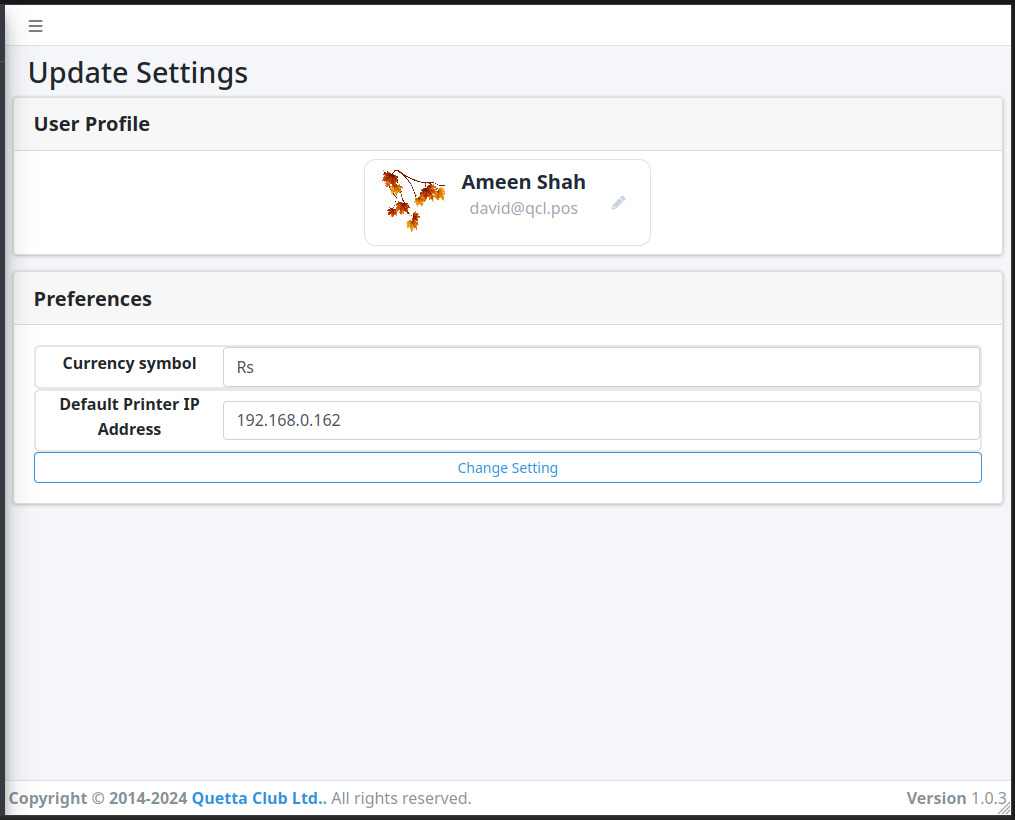 Update Settings
User Profile
Ameen Shah
david@qcl.pos
Preferences
Currency symbol
Rs
Default Printer IP
Address
192.168.0.162
Change Setting
Copyright © 2014-2024 Quetta Club Ltd.. All rights reserved.
Version 1.0.3